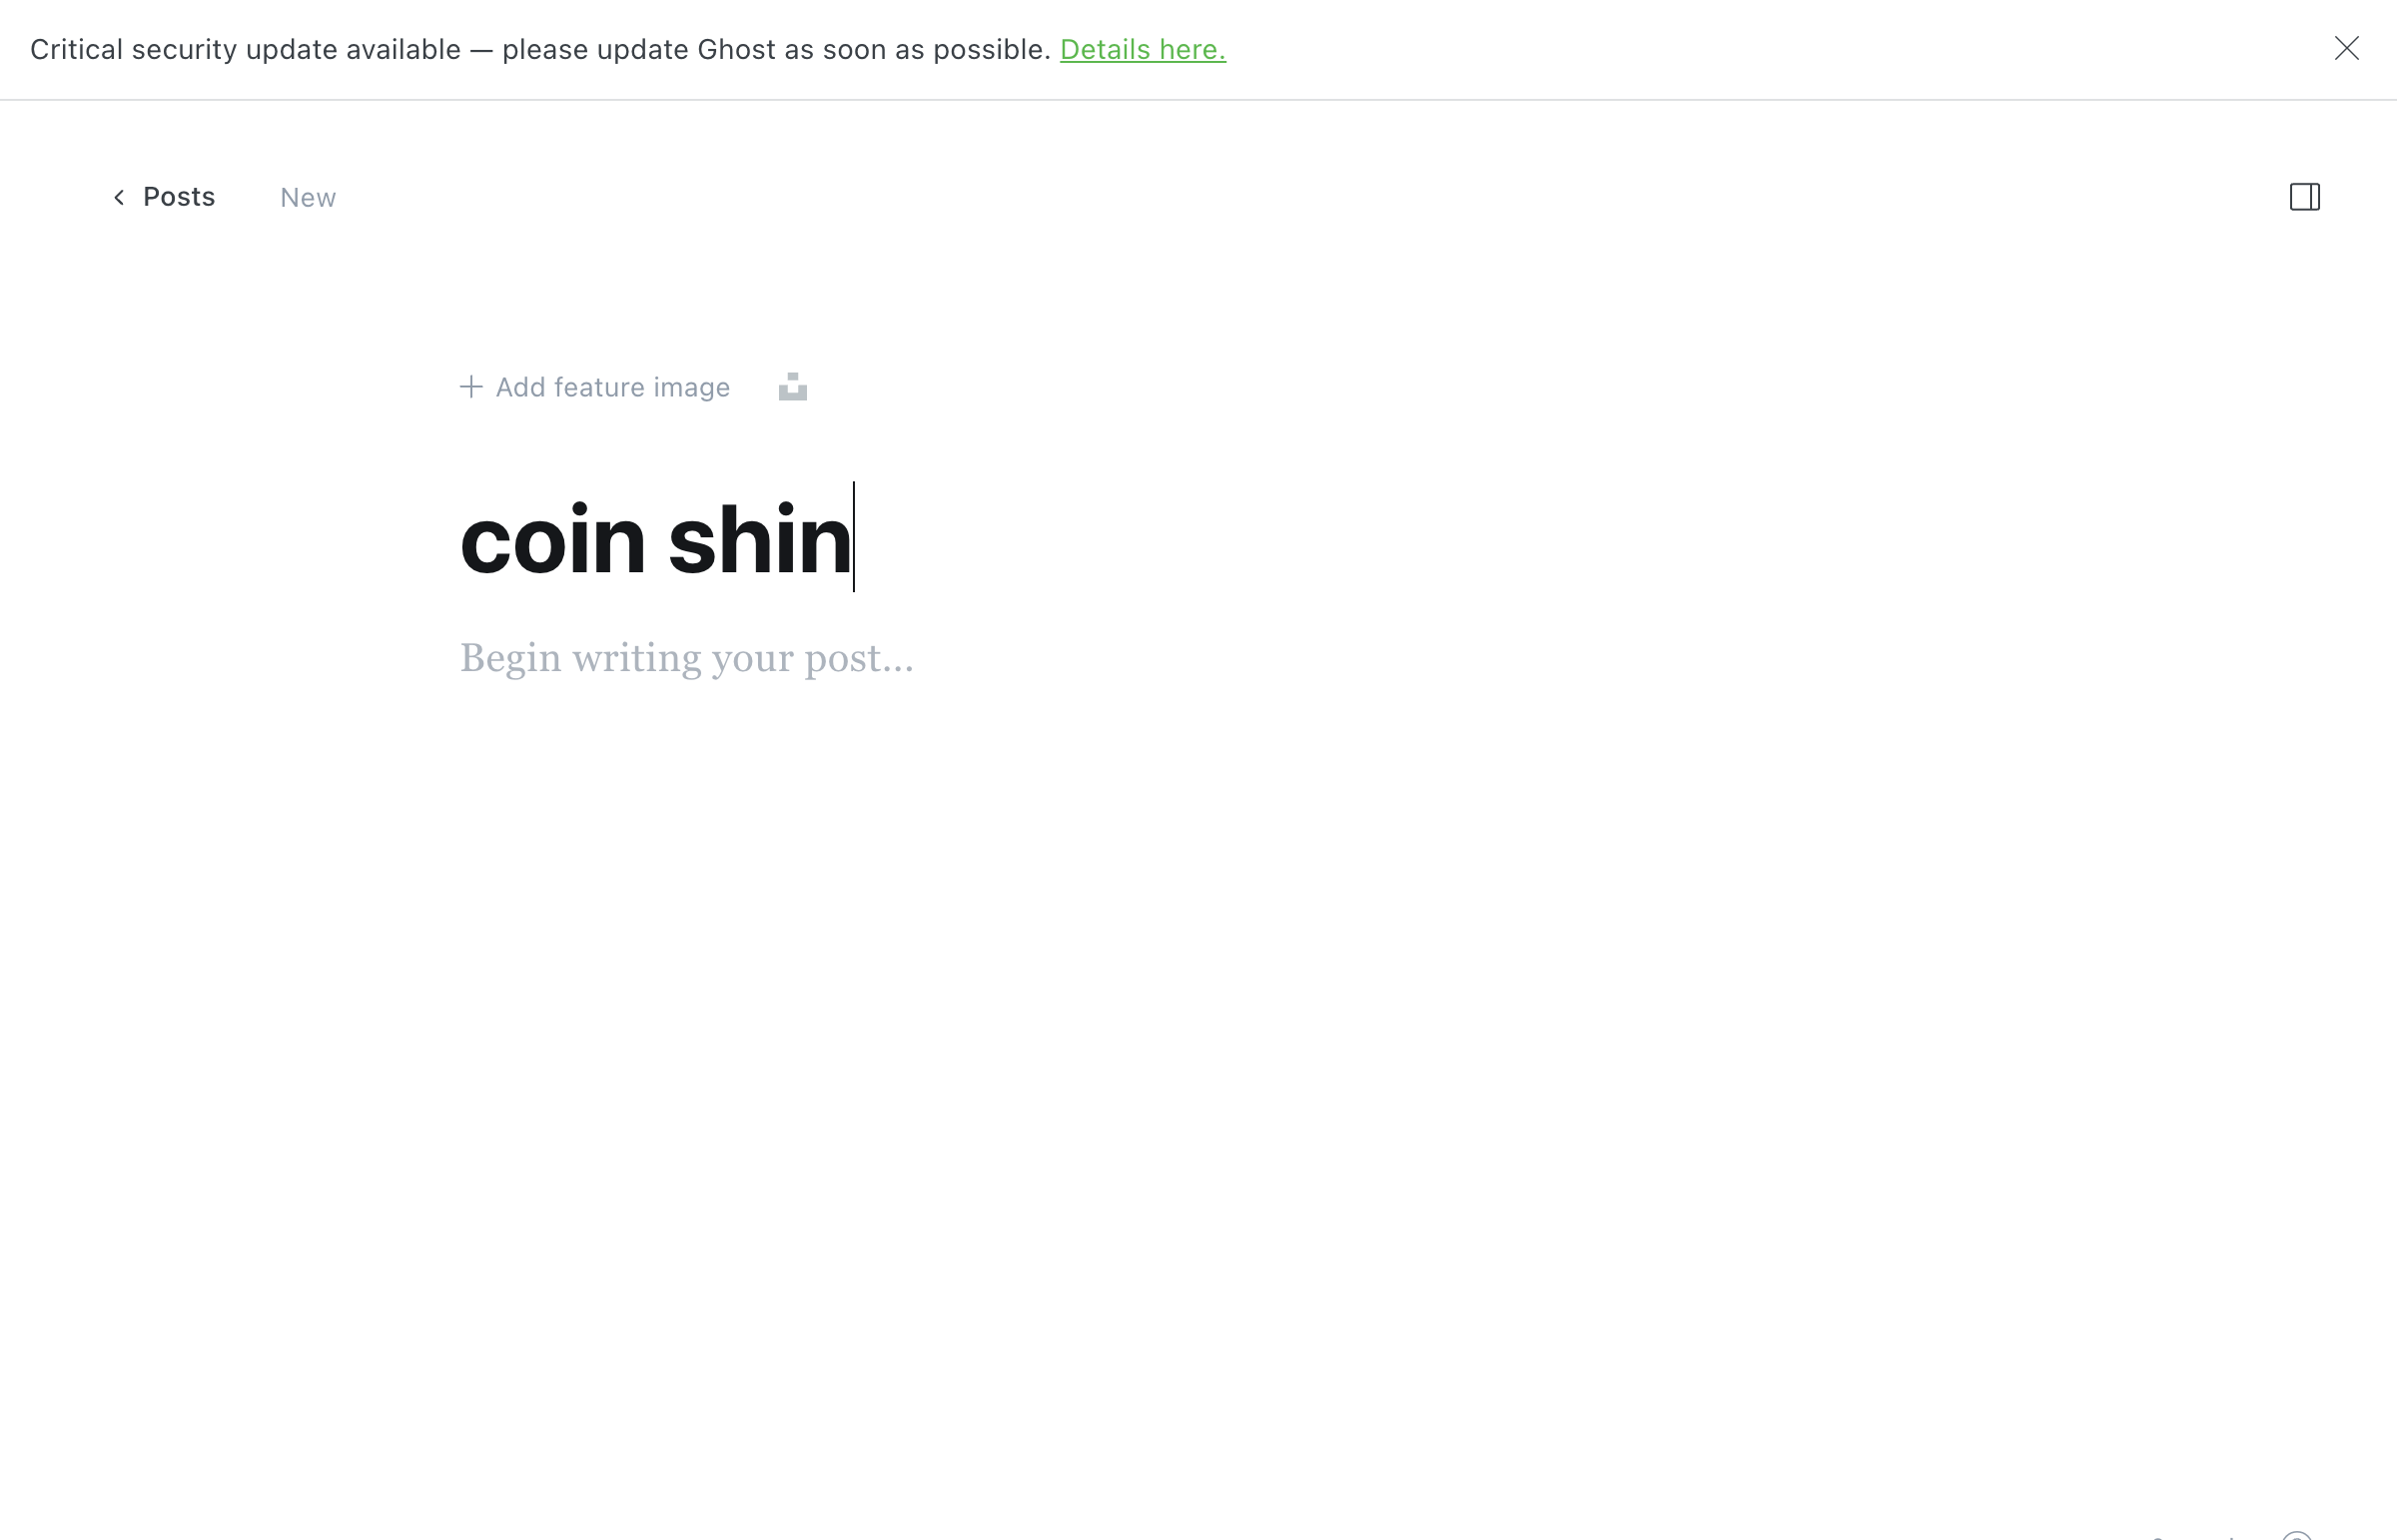 Critical security update available — please update Ghost as soon as possible. Details here.
Posts New
Add feature image
coin shin
Begin writing your post...